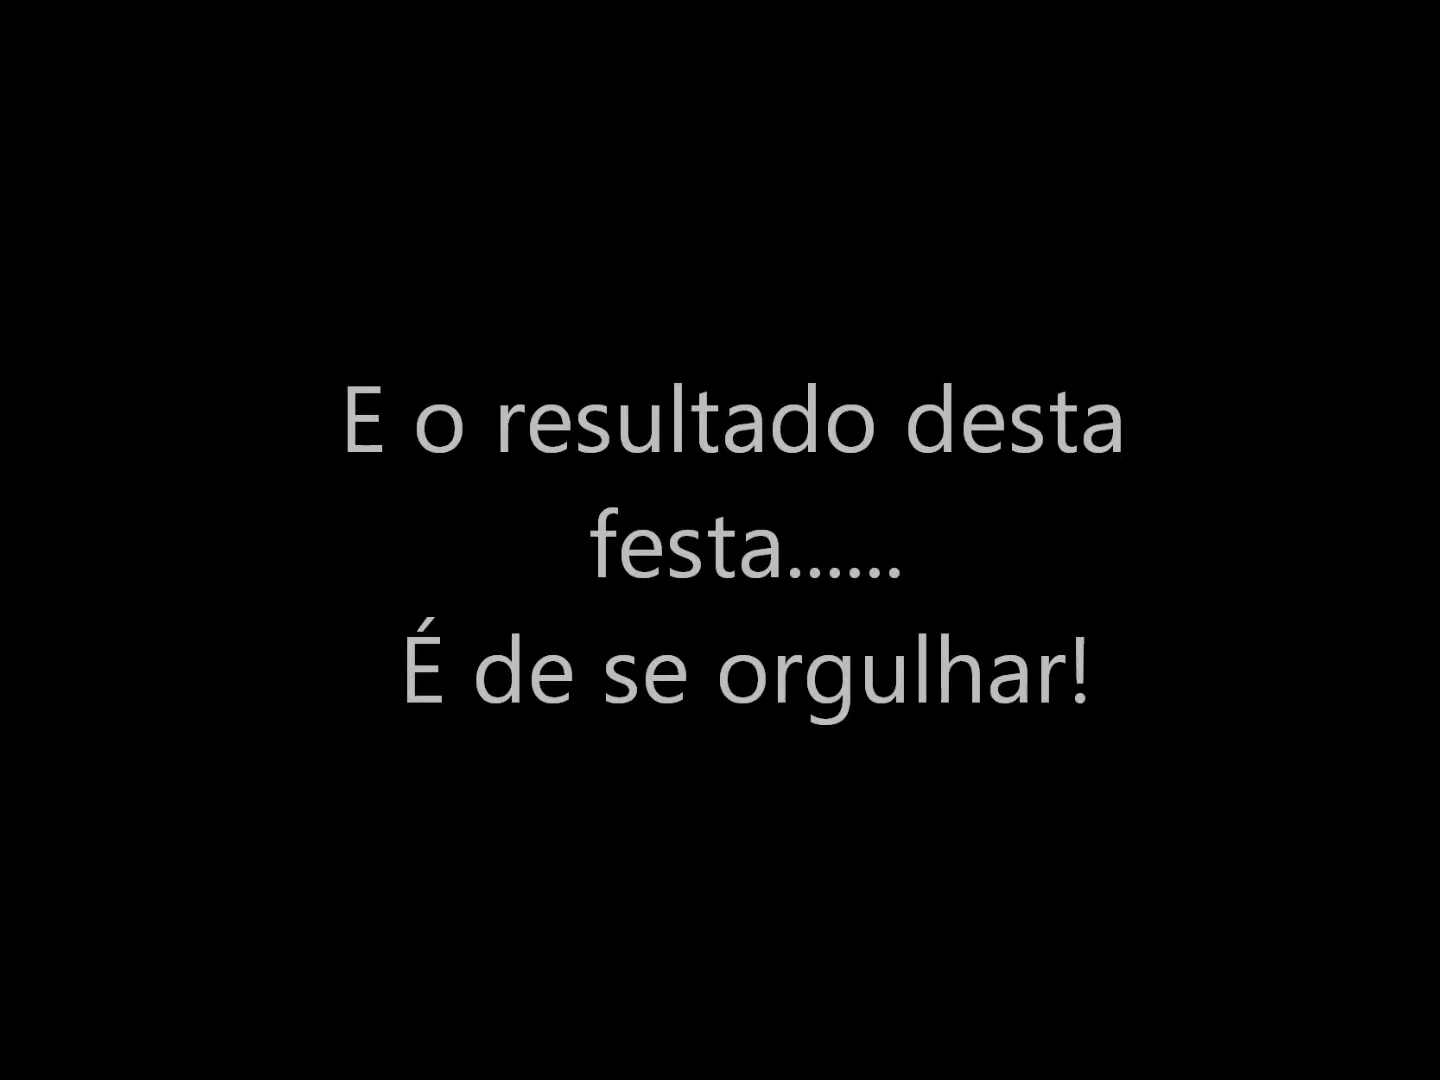 E o resultado desta
festa......
É de se orgulhar!